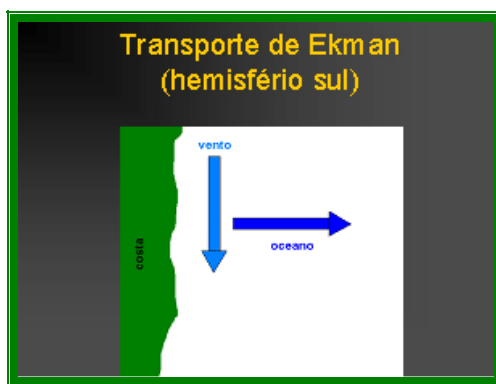 Transporte de Ekman
(hemisfério sul)
vento
oceano
costa